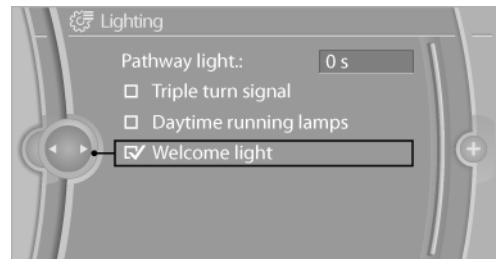 Lighting
Pathway light.: 0 s
Triple turn signal
Daytime running lamps
Welcome light